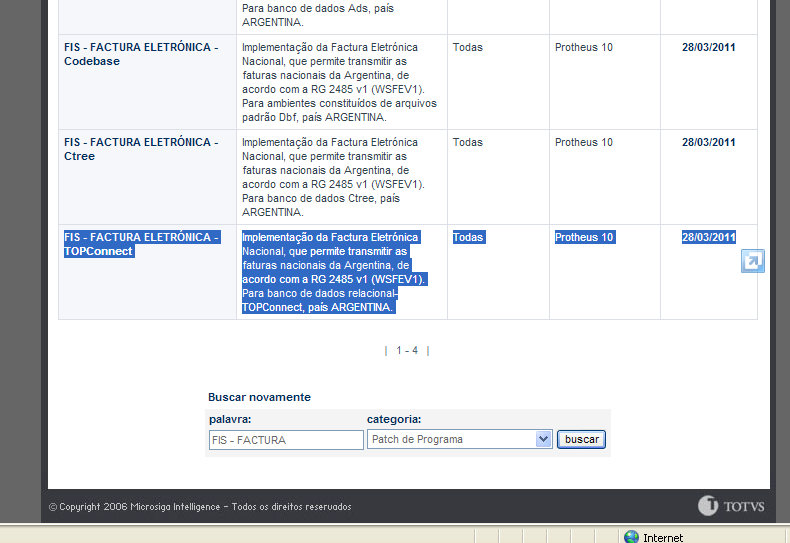 Para banco de dados Ads, país
ARGENTINA.
FIS - FACTURA ELETRÓNICA -
Codebase
Implementação da Factura Eletrónica
Nacional, que permite transmitir as
faturas nacionais da Argentina, de
acordo com a RG 2485 v1 (WSFEV1).
Para ambientes constituídos de arquivos
padrão Dbf, país ARGENTINA.
Todas
Protheus 10
28/03/2011
FIS - FACTURA ELETRÓNICA -
Ctree
Implementação da Factura Eletrónica
Nacional, que permite transmitir as
faturas nacionais da Argentina, de
acordo com a RG 2485 v1 (WSFEV1).
Para banco de dados Ctree, país
ARGENTINA.
Todas
Protheus 10
28/03/2011
FIS - FACTURA ELETRÓNICA -
TOPConnect
Implementação da Factura Eletrónica
Nacional, que permite transmitir as
faturas nacionais da Argentina, de
acordo com a RG 2485 v1 (WSFEV1).
Para banco de dados relacional-
TOPConnect, país ARGENTINA.
Todas
Protheus 10
28/03/2011
| 1 - 4 |
Buscar novamente
palavra:
categoria:
FIS - FACTURA
Patch de Programa
buscar
© Copyright 2006 Microsiga Intelligence - Todos os direitos reservados
TOTVS
Internet